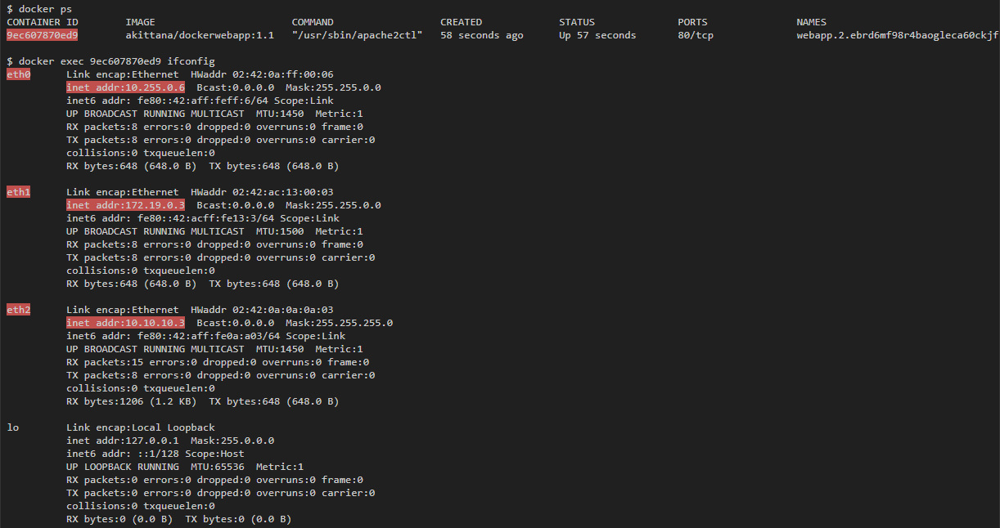 $ docker ps
CONTAINER ID        IMAGE                       COMMAND                  CREATED             STATUS              PORTS               NAMES
9ec607870ed9        akittana/dockerwebapp:1.1   "/usr/sbin/apache2ctl"   58 seconds ago      Up 57 seconds       80/tcp              webapp.2.ebrd6mf98r4baogleca60ckjf
$ docker exec 9ec607870ed9 ifconfig
eth0      Link encap:Ethernet  HWaddr 02:42:0a:ff:00:06
          inet addr:10.255.0.6  Bcast:0.0.0.0  Mask:255.255.0.0
          inet6 addr: fe80::42:aff:feff:6/64 Scope:Link
          UP BROADCAST RUNNING MULTICAST  MTU:1450  Metric:1
          RX packets:8 errors:0 dropped:0 overruns:0 frame:0
          TX packets:8 errors:0 dropped:0 overruns:0 carrier:0
          collisions:0 txqueuelen:0
          RX bytes:648 (648.0 B)  TX bytes:648 (648.0 B)
eth1      Link encap:Ethernet  HWaddr 02:42:ac:13:00:03
          inet addr:172.19.0.3  Bcast:0.0.0.0  Mask:255.255.0.0
          inet6 addr: fe80::42:acff:fe13:3/64 Scope:Link
          UP BROADCAST RUNNING MULTICAST  MTU:1500  Metric:1
          RX packets:8 errors:0 dropped:0 overruns:0 frame:0
          TX packets:8 errors:0 dropped:0 overruns:0 carrier:0
          collisions:0 txqueuelen:0
          RX bytes:648 (648.0 B)  TX bytes:648 (648.0 B)
eth2      Link encap:Ethernet  HWaddr 02:42:0a:0a:0a:03
          inet addr:10.10.10.3  Bcast:0.0.0.0  Mask:255.255.255.0
          inet6 addr: fe80::42:aff:fe0a:a03/64 Scope:Link
          UP BROADCAST RUNNING MULTICAST  MTU:1450  Metric:1
          RX packets:15 errors:0 dropped:0 overruns:0 frame:0
          TX packets:8 errors:0 dropped:0 overruns:0 carrier:0
          collisions:0 txqueuelen:0
          RX bytes:1206 (1.2 KB)  TX bytes:648 (648.0 B)
lo        Link encap:Local Loopback
          inet addr:127.0.0.1  Mask:255.0.0.0
          inet6 addr: ::1/128 Scope:Host
          UP LOOPBACK RUNNING  MTU:65536  Metric:1
          RX packets:0 errors:0 dropped:0 overruns:0 frame:0
          TX packets:0 errors:0 dropped:0 overruns:0 carrier:0
          collisions:0 txqueuelen:0
          RX bytes:0 (0.0 B)  TX bytes:0 (0.0 B)